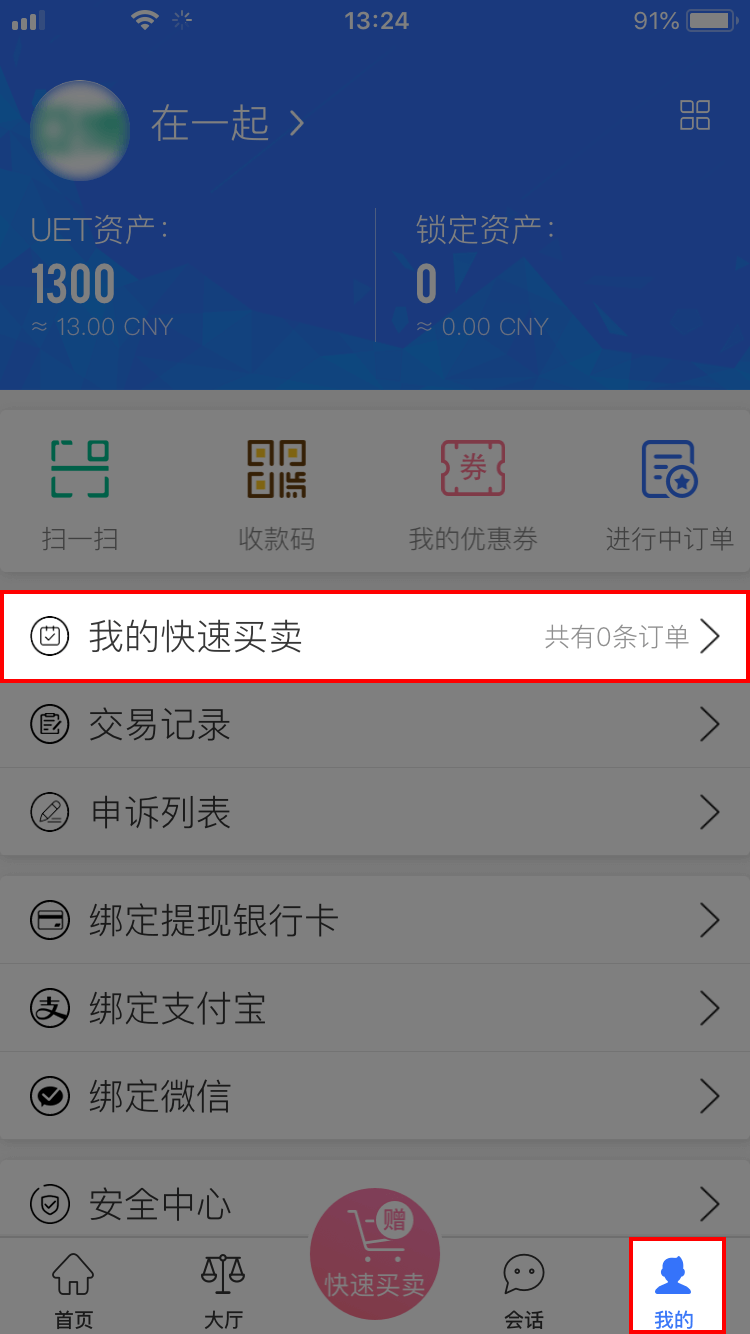 13:24
91%
在一起
UET资产：
1300
≈ 13.00 CNY
锁定资产：
0
≈ 0.00 CNY
扫一扫
收款码
券
我的优惠券
进行中订单
我的快速买卖
共有0条订单
交易记录
申诉列表
绑定提现银行卡
支
绑定支付宝
绑定微信
安全中心
首页
大厅
赠
快速买卖
会话
我的